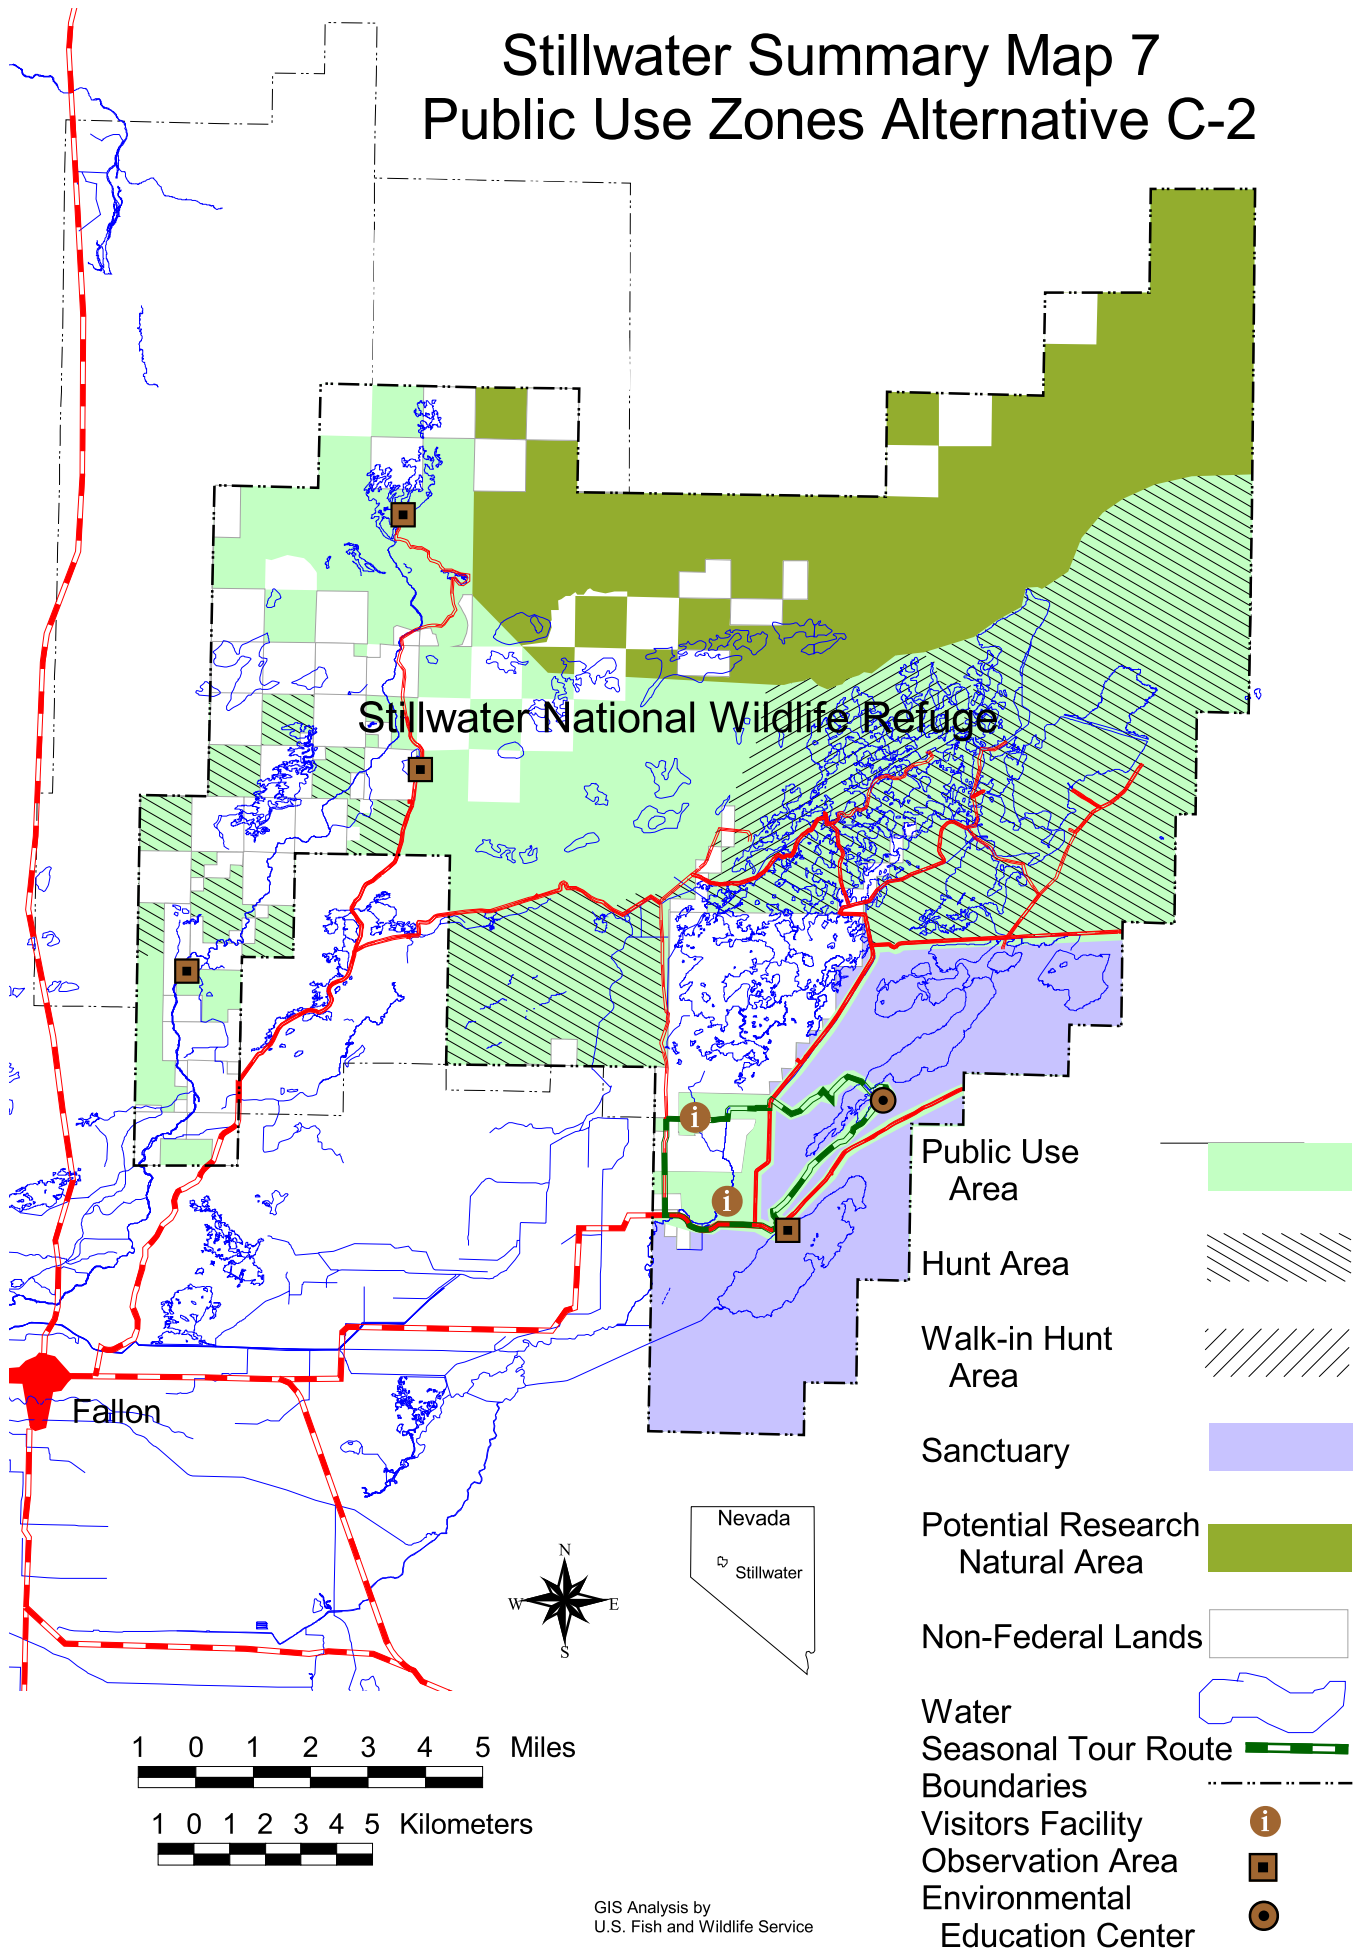 Stillwater Summary Map 7
Public Use Zones Alternative C-2
Stillwater National Wildlife Refuge
i
i
Fallon
Public Use
Area
Hunt Area
Walk-in Hunt
Area
Sanctuary
Potential Research
Natural Area
Non-Federal Lands
Water
Seasonal Tour Route
Boundaries
Visitors Facility
i
Observation Area
Environmental
Education Center
Nevada
Stillwater
N
W E
S
1 0 1 2 3 4 5 Miles
1 0 1 2 3 4 5 Kilometers
GIS Analysis by
U.S. Fish and Wildlife Service